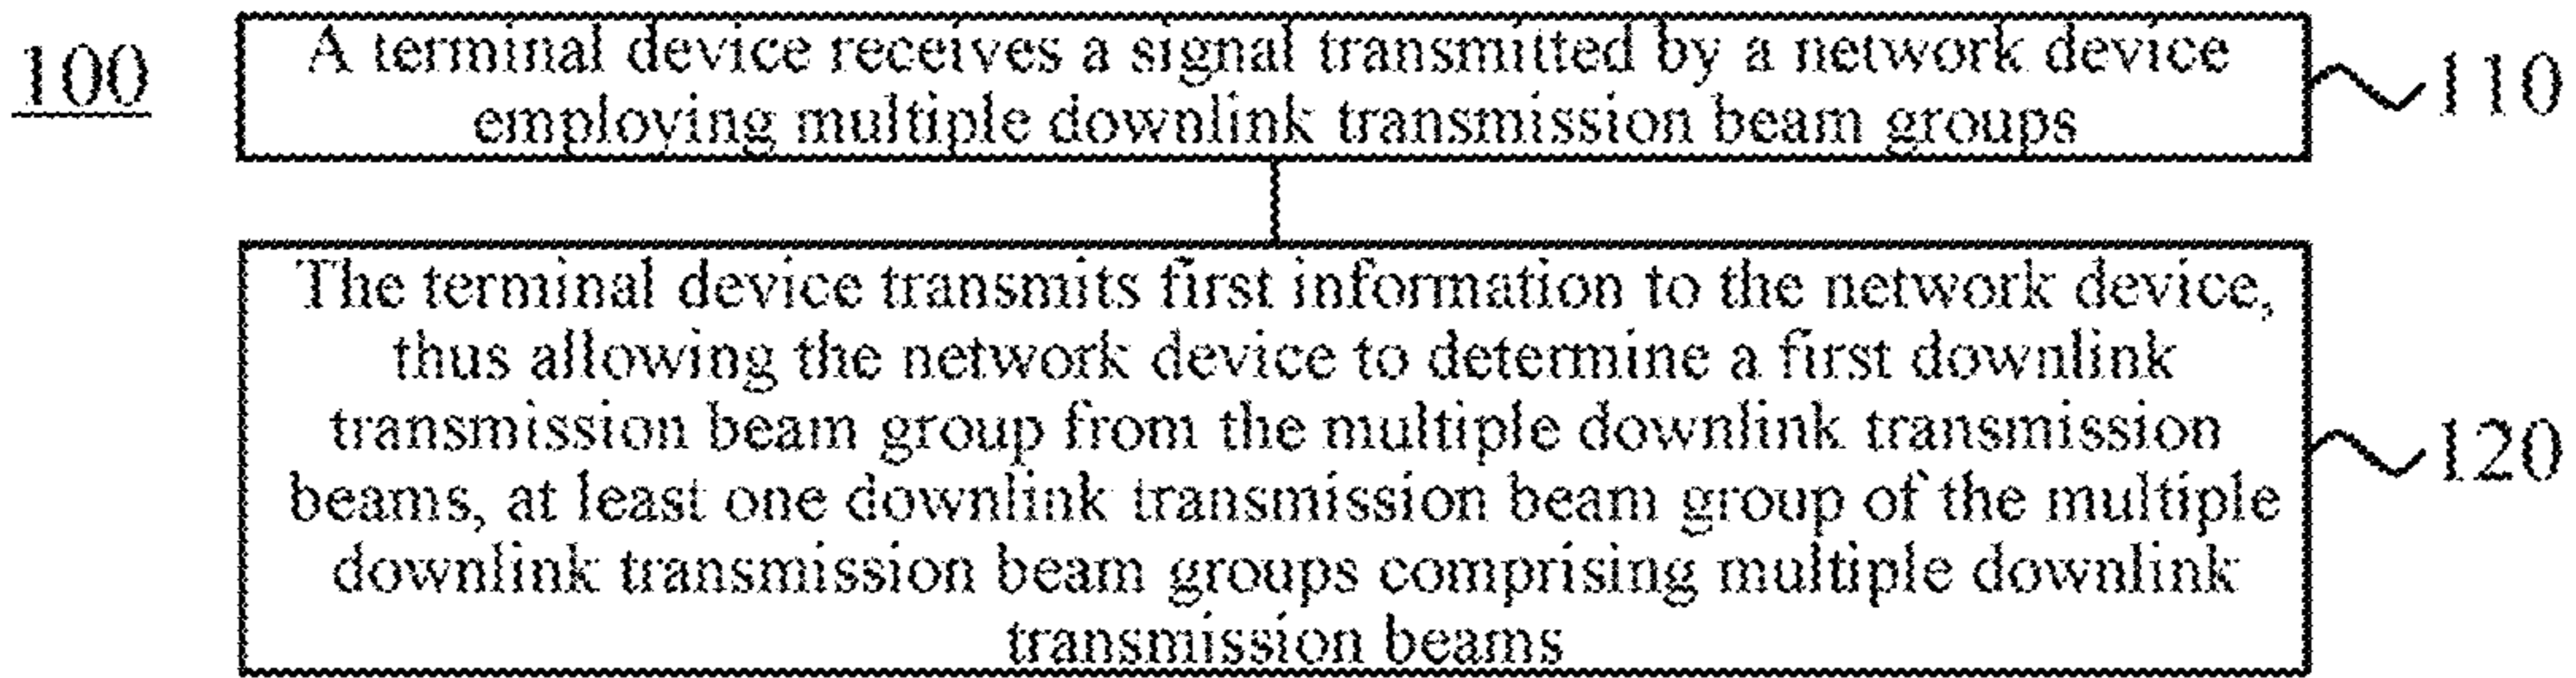 100
A terminal device receives a signal transmitted by a network device
employing multiple downlink transmission beam groups
110
The terminal device transmits first information to the network device,
thus allowing the network device to determine a first downlink
transmission beam group from the multiple downlink transmission
beams, at least one downlink transmission beam group of the multiple
downlink transmission beam groups comprising multiple downlink
transmission beams
120